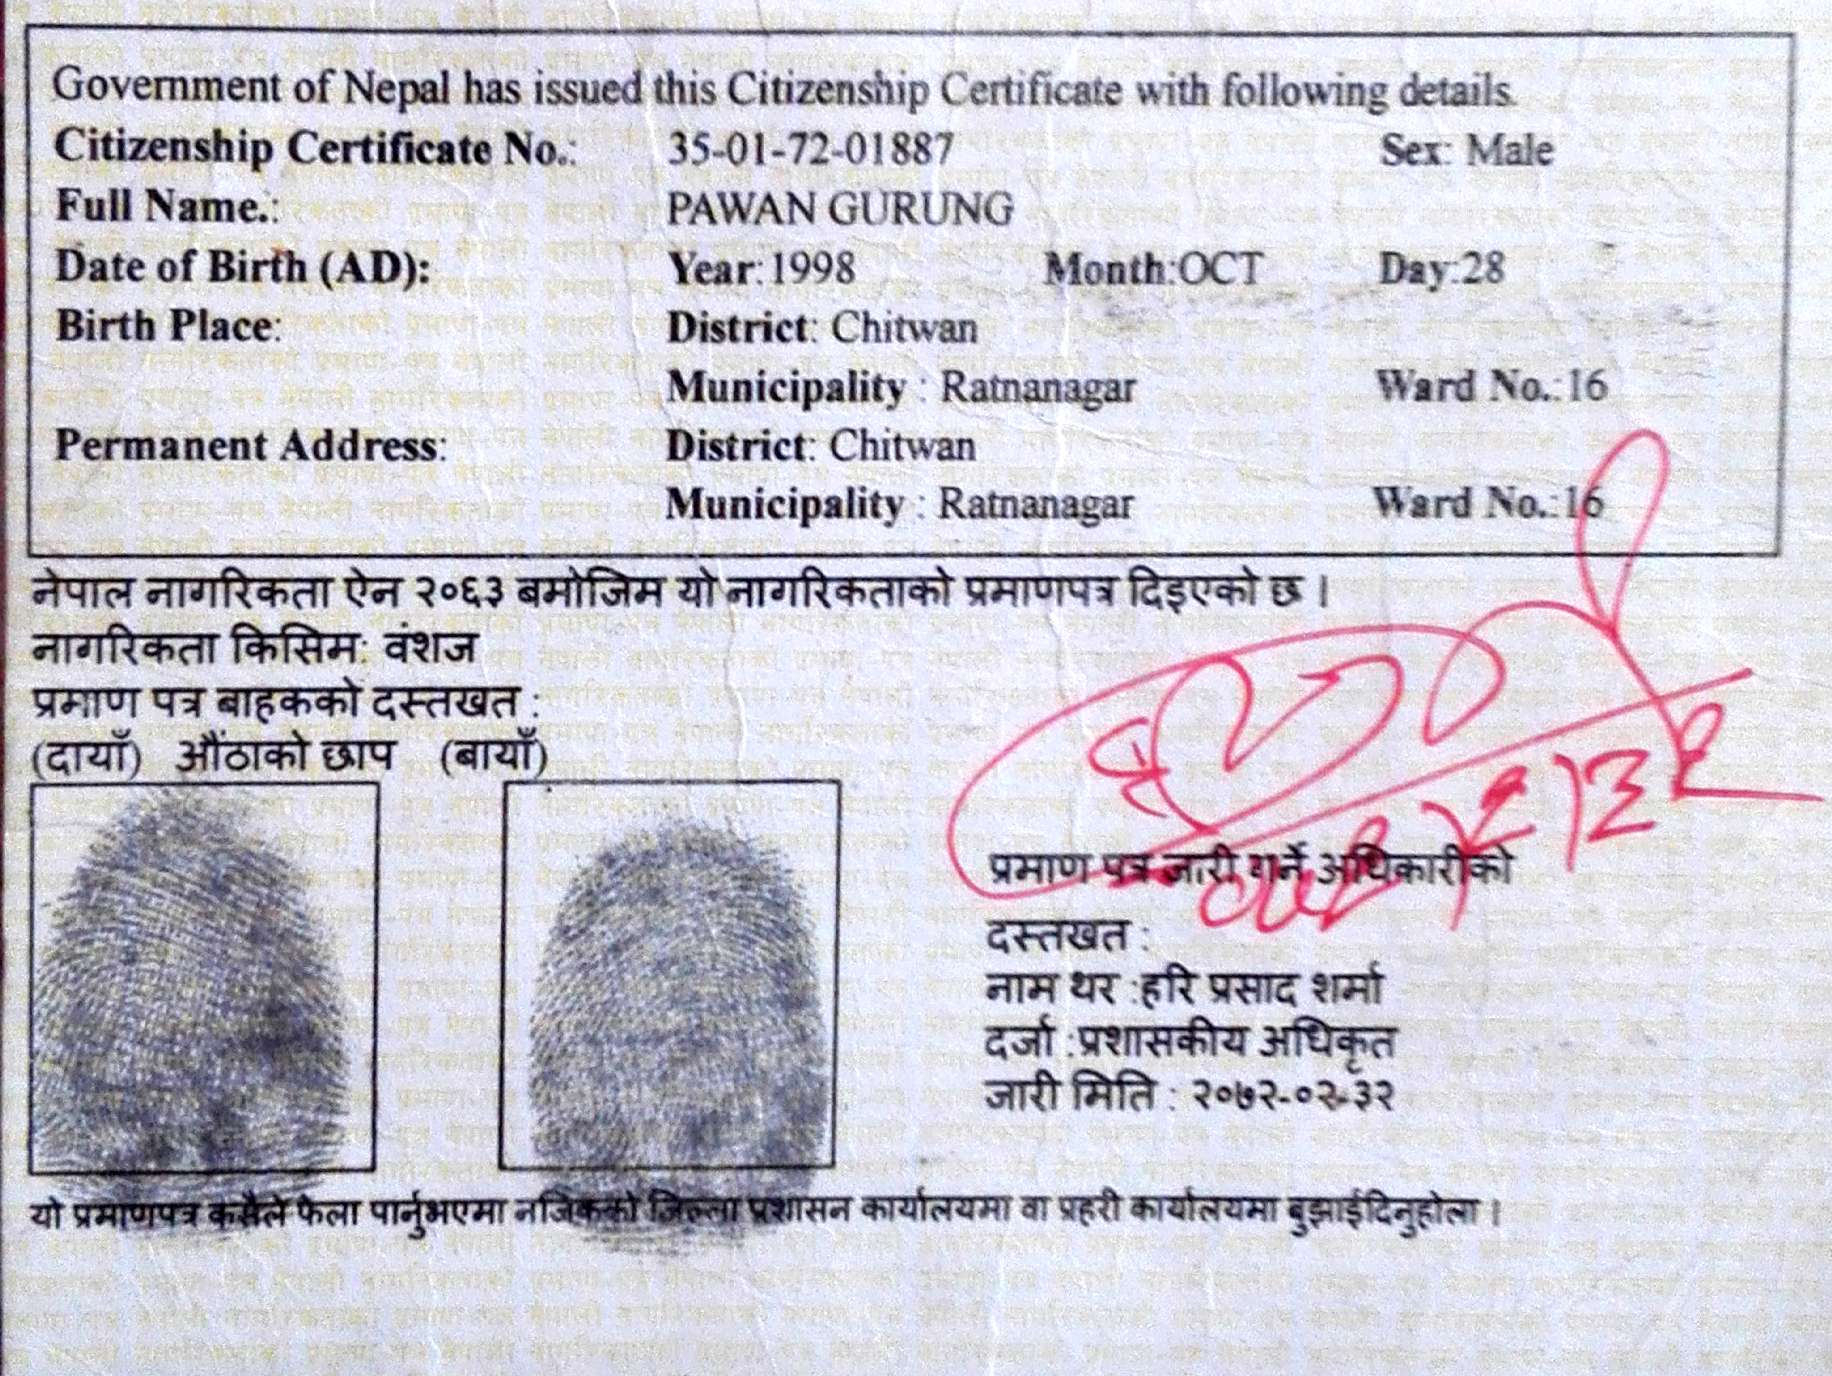 Government of Nepal has issued this Citizenship Certificate with following details.
Citizenship Certificate No.: 35-01-72-01887 Sex: Male
Full Name.: PAWAN GURUNG
Date of Birth (AD): Year:1998 Month:OCT Day:28
Birth Place: District: Chitwan
Municipality : Ratnanagar Ward No.:16
Permanent Address: District: Chitwan
Municipality : Ratnanagar Ward No.:16
नेपाल नागरिकता ऐन २०६३ बमोजिम यो नागरिकताको प्रमाणपत्र दिइएको छ ।
नागरिकता किसिम: वंशज
प्रमाण पत्र बाहकको दस्तखत :
(दायाँ) औंठाको छाप (बायाँ)
प्रमाण पत्र जारी गर्ने अधिकारीको
दस्तखत :
नाम थर :हरि प्रसाद शर्मा
दर्जा :प्रशासकीय अधिकृत
जारी मिति : २०७२-०२-३२
यो प्रमाणपत्र कसैले फेला पार्नुभएमा नजिकको जिल्ला प्रशासन कार्यालयमा वा प्रहरी कार्यालयमा बुझाईदिनुहोला ।